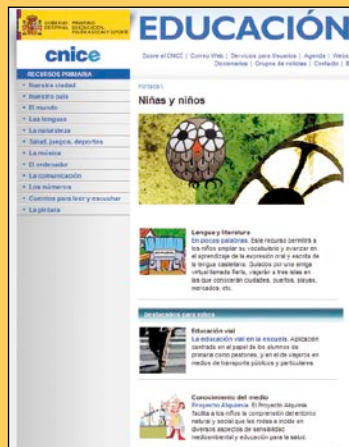 GOBIERNO DE ESPAÑA
MINISTERIO DE EDUCACIÓN, POLÍTICA SOCIAL Y DEPORTE
EDUCACIÓN
cnice
Sobre el CNICE | Correo Web | Servicios para Usuarios | Agenda |
Diccionarios | Grupos de noticias | Contacto |
RECURSOS PRIMARIA
Nuestra ciudad
Nuestro país
El mundo
Las lenguas
La naturaleza
Salud, juegos, deportes
La música
El ordenador
La comunicación
Los números
Cuentos para leer y escuchar
La pintura
Niñas y niños
Lengua y literatura
En pocas palabras. Este recurso permitirá a
los niños ampliar su vocabulario y avanzar en
el aprendizaje de la expresión oral y escrita de
la lengua castellana. Guiados por una amiga
virtual llamada Perla, viajarán a tres islas en
las que conocerán ciudades, puertos, playas,
mercados, etc.
Destacados para niños
Educación vial
La educación vial en la escuela. Aplicación
centrada en el papel de los alumnos de
primaria como peatones, y en el de viajeros en
medios de transporte públicos y particulares.
Conocimiento del medio
Proyecto Alquimia. El Proyecto Alquimia
facilita a los niños la comprensión del entorno
natural y social que les rodea e incide en
diversos aspectos de sensibilidad
medioambiental y educación para la salud.